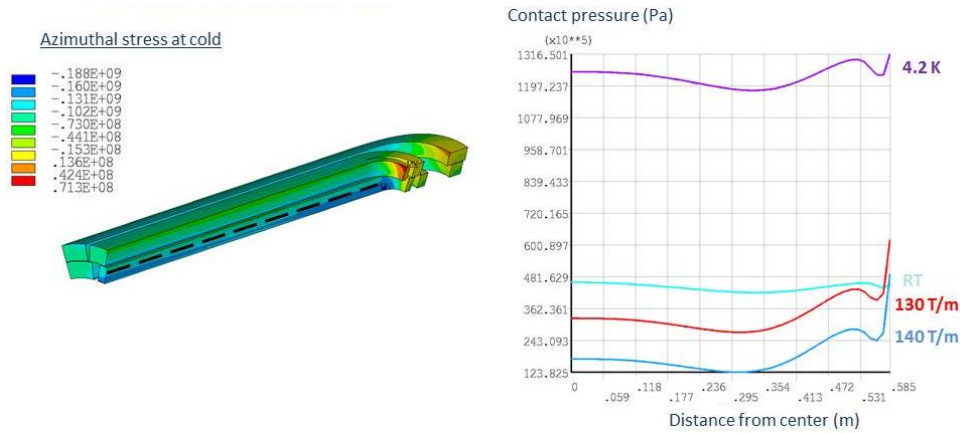 Azimuthal stress at cold
-.188E+09
-.160E+09
-.131E+09
-.102E+09
-.730E+08
-.441E+08
-.153E+08
.136E+08
.424E+08
.713E+08
Contact pressure (Pa)
(x10**5)
1316.501
1197.237
1077.969
958.701
839.433
720.165
600.897
481.629
362.361
243.093
123.825
4.2 K
RT
130 T/m
140 T/m
0 .118 .236 .354 .472 .585
.059 .177 .295 .413 .531
Distance from center (m)